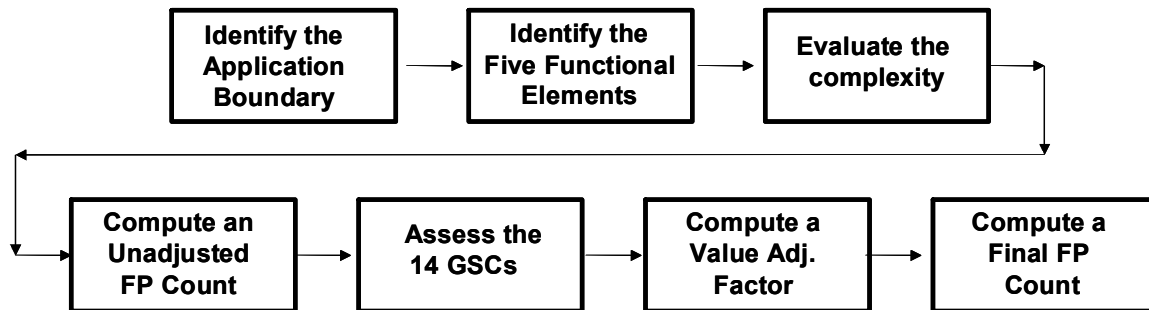 Identify the
Application
Boundary
Identify the
Five Functional
Elements
Evaluate the
complexity
Compute an
Unadjusted
FP Count
Assess the
14 GSCs
Compute a
Value Adj.
Factor
Compute a
Final FP
Count